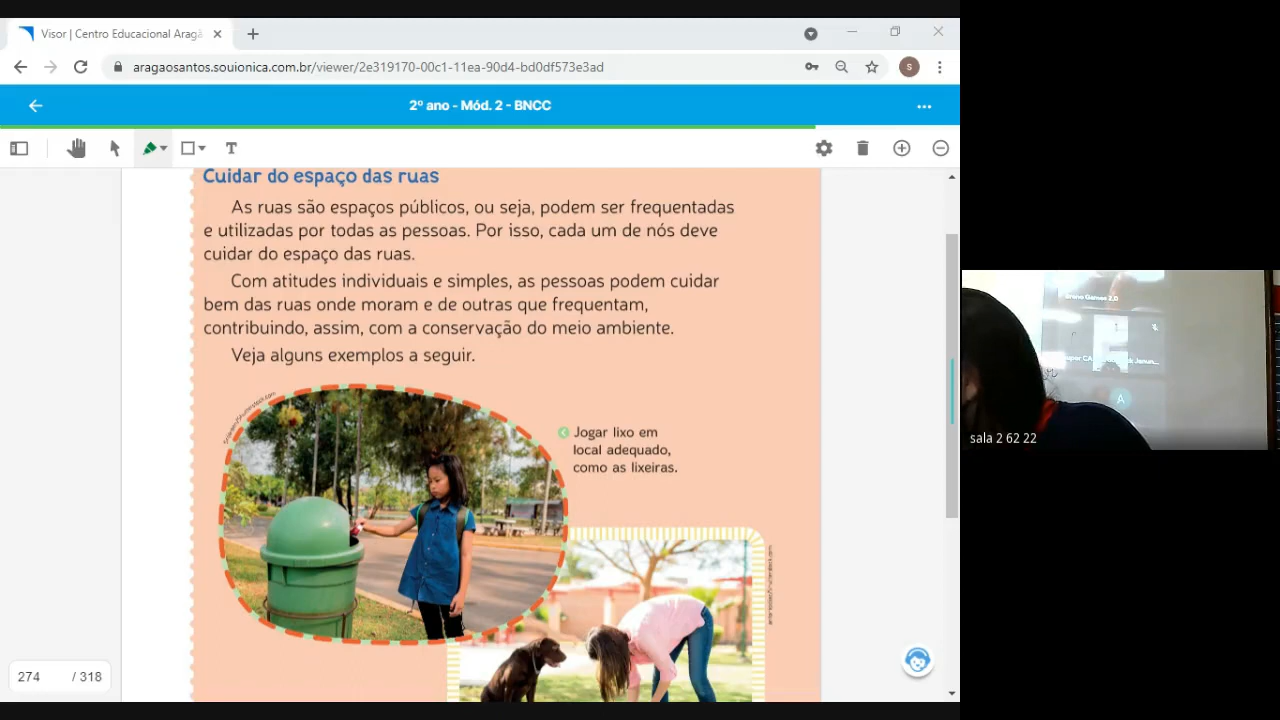 Visor | Centro Educacional Aragã
aragaosantos.souionica.com.br/viewer/2e319170-00c1-11ea-90d4-bd0df573e3ad
s
2º ano - Mód. 2 - BNCC
T
Cuidar do espaço das ruas
As ruas são espaços públicos, ou seja, podem ser frequentadas
e utilizadas por todas as pessoas. Por isso, cada um de nós deve
cuidar do espaço das ruas.
Com atitudes individuais e simples, as pessoas podem cuidar
bem das ruas onde moram e de outras que frequentam,
contribuindo, assim, com a conservação do meio ambiente.
Veja alguns exemplos a seguir.
Jogar lixo em
local adequado,
como as lixeiras.
274 / 318
Games 2.0
A
sala 2 62 22